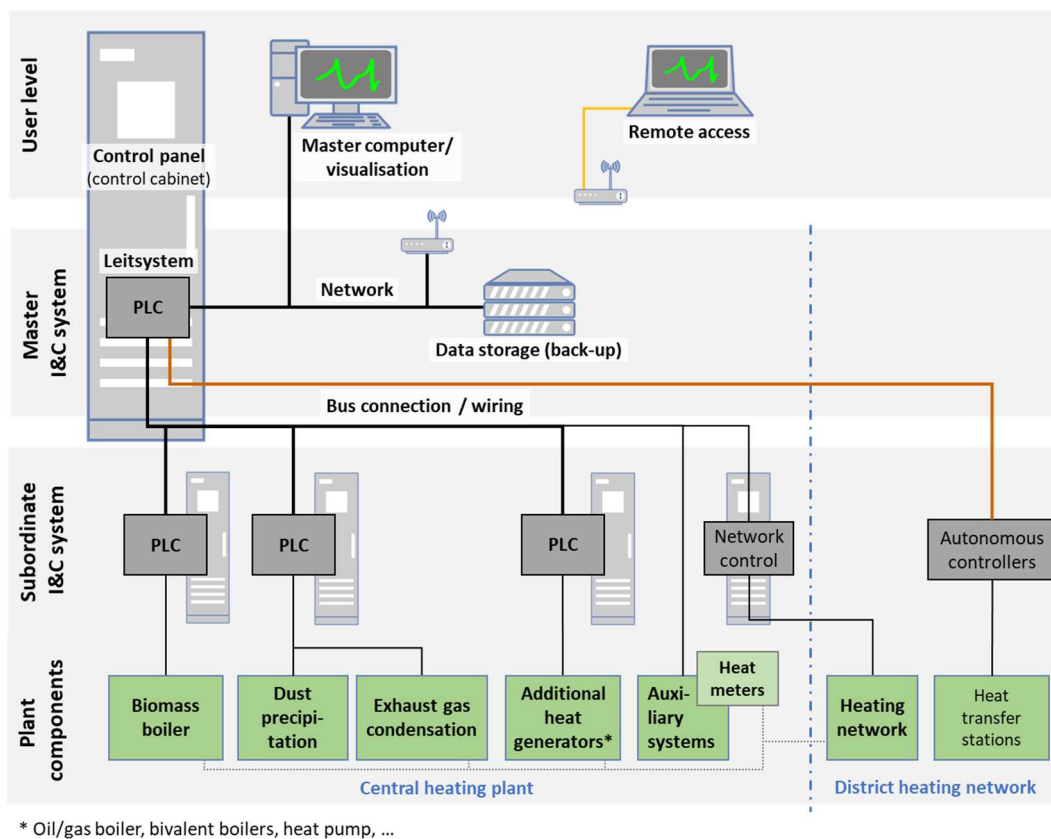 User level
Control panel
(control cabinet)
Master computer/
visualisation
Remote access
Master
I&C system
Leitsystem
PLC
Network
Data storage (back-up)
Bus connection / wiring
Subordinate
I&C system
PLC
PLC
PLC
Network
control
Autonomous
controllers
Plant
components
Biomass
boiler
Dust
precipi-
tation
Exhaust gas
condensation
Additional
heat
generators*
Auxi-
liary
systems
Heat
meters
Heating
network
Heat
transfer
stations
Central heating plant
District heating network
* Oil/gas boiler, bivalent boilers, heat pump, ...